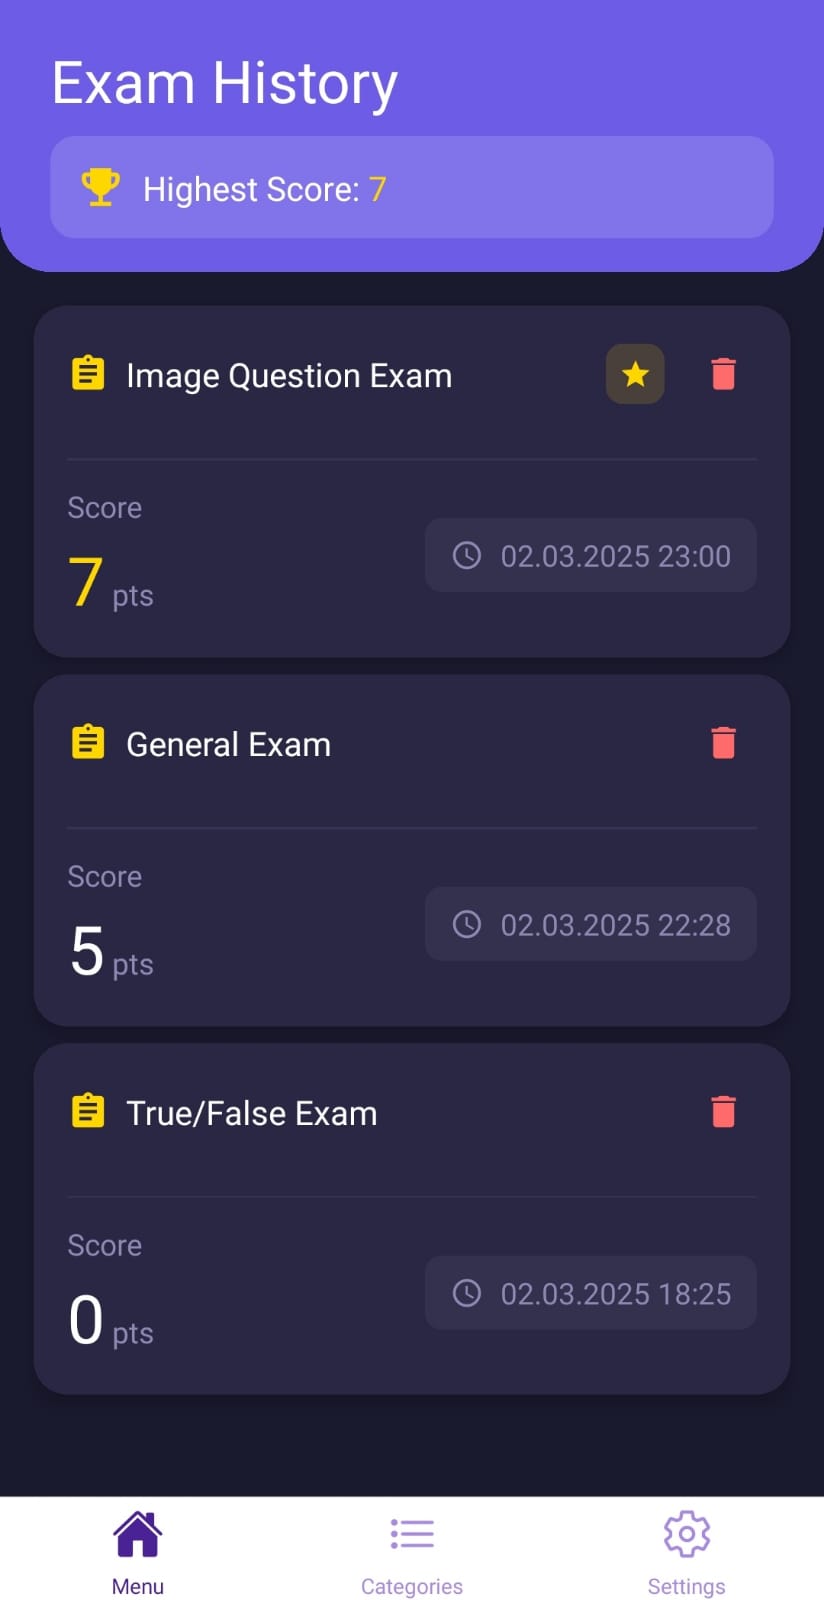 Exam History
Highest Score: 7
Image Question Exam
Score
7 pts
02.03.2025 23:00
General Exam
Score
5 pts
02.03.2025 22:28
True/False Exam
Score
0 pts
02.03.2025 18:25
Menu
Categories
Settings